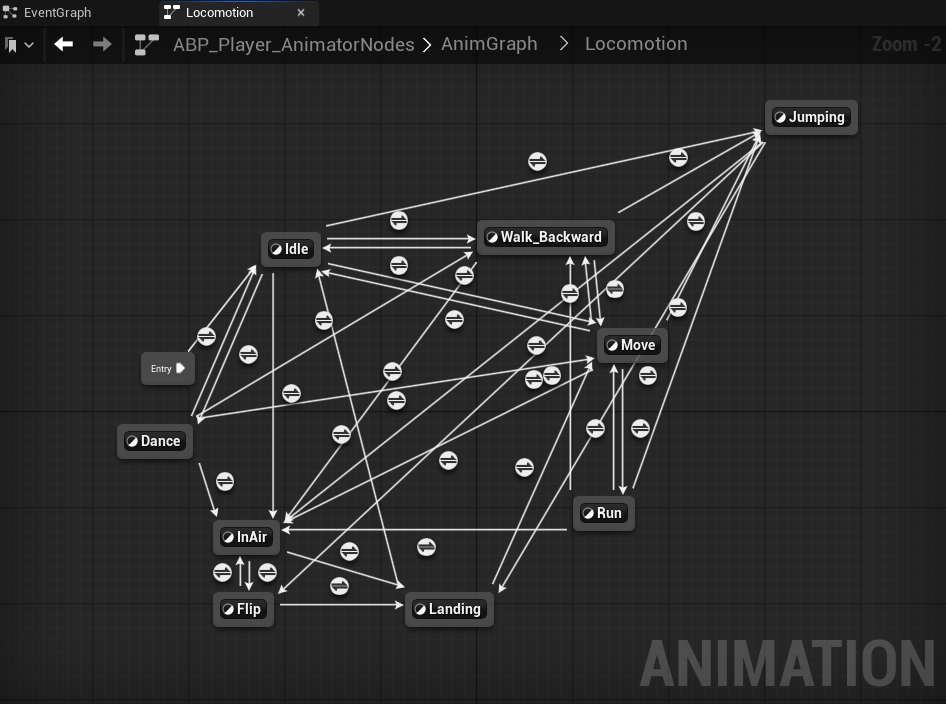 EventGraph
Locomotion
ABP_Player_AnimatorNodes > AnimGraph > Locomotion
Zoom -2
Jumping
Walk_Backward
Idle
Move
Entry
Dance
Run
InAir
Flip
Landing
ANIMATION